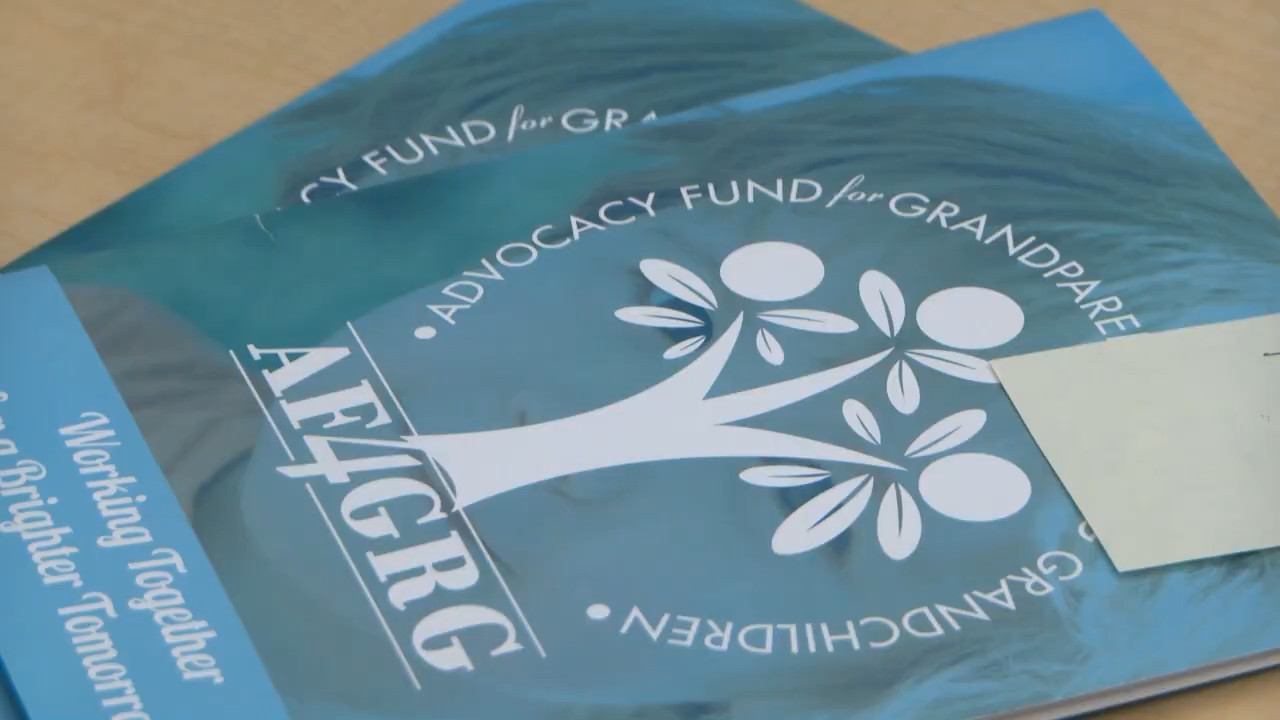 CY FUND for GRA
• ADVOCACY FUND for GRANDPARE
GRANDCHILDREN •
AF4GRG
Working Together
a Brighter Tomorro